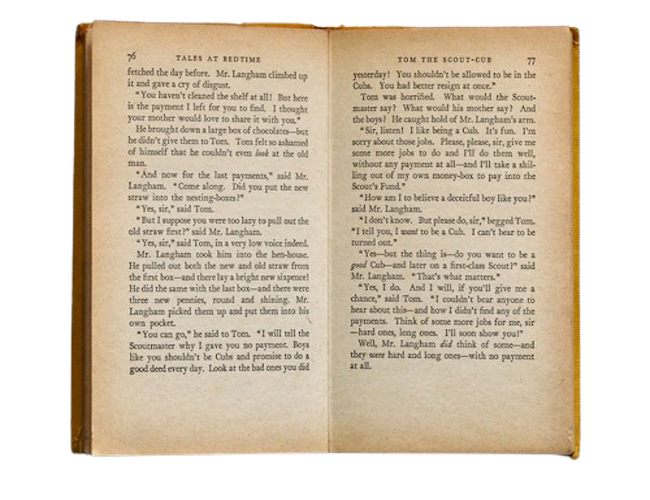 76 TALES AT BEDTIME
fetched the day before. Mr. Langham climbed up
it and gave a cry of disgust.
"You haven't cleaned the shelf at all! But here
is the payment I left for you to find. I thought
your mother would love to share it with you."
He brought down a large box of chocolates—but
he didn't give them to Tom. Tom felt so ashamed
of himself that he couldn't even look at the old
man.
"And now for the last payments," said Mr.
Langham. "Come along. Did you put the new
straw into the nesting-boxes?"
"Yes, sir," said Tom.
"But I suppose you were too lazy to pull out the
old straw first?" said Mr. Langham.
"Yes, sir," said Tom, in a very low voice indeed.
Mr. Langham took him into the hen-house.
He pulled out both the new and old straw from
the first box—and there lay a bright new sixpence!
He did the same with the last box—and there were
three new pennies, round and shining. Mr.
Langham picked them up and put them into his
own pocket.
"You can go," he said to Tom. "I will tell the
Scoutmaster why I gave you no payment. Boys
like you shouldn't be Cubs and promise to do a
good deed every day. Look at the bad ones you did
TOM THE SCOUT-CUB 77
yesterday! You shouldn't be allowed to be in the
Cubs. You had better resign at once."
Tom was horrified. What would the Scout-
master say? What would his mother say? And
the boys? He caught hold of Mr. Langham's arm.
"Sir, listen! I like being a Cub. It's fun. I'm
sorry about those jobs. Please, please, sir, give me
some more jobs to do and I'll do them well,
without any payment at all—and I'll take a shil-
ling out of my own money-box to pay into the
Scout's Fund."
"How am I to believe a deceitful boy like you?"
said Mr. Langham.
"I don't know. But please do, sir," begged Tom.
"I tell you, I want to be a Cub. I can't bear to be
turned out."
"Yes—but the thing is—do you want to be a
good Cub—and later on a first-class Scout?" said
Mr. Langham. "That's what matters."
"Yes, I do. And I will, if you'll give me a
chance," said Tom. "I couldn't bear anyone to
hear about this—and how I didn't find any of the
payments. Think of some more jobs for me, sir
—hard ones, long ones. I'll soon show you!"
Well, Mr. Langham did think of some—and
they were hard and long ones—with no payment
at all.